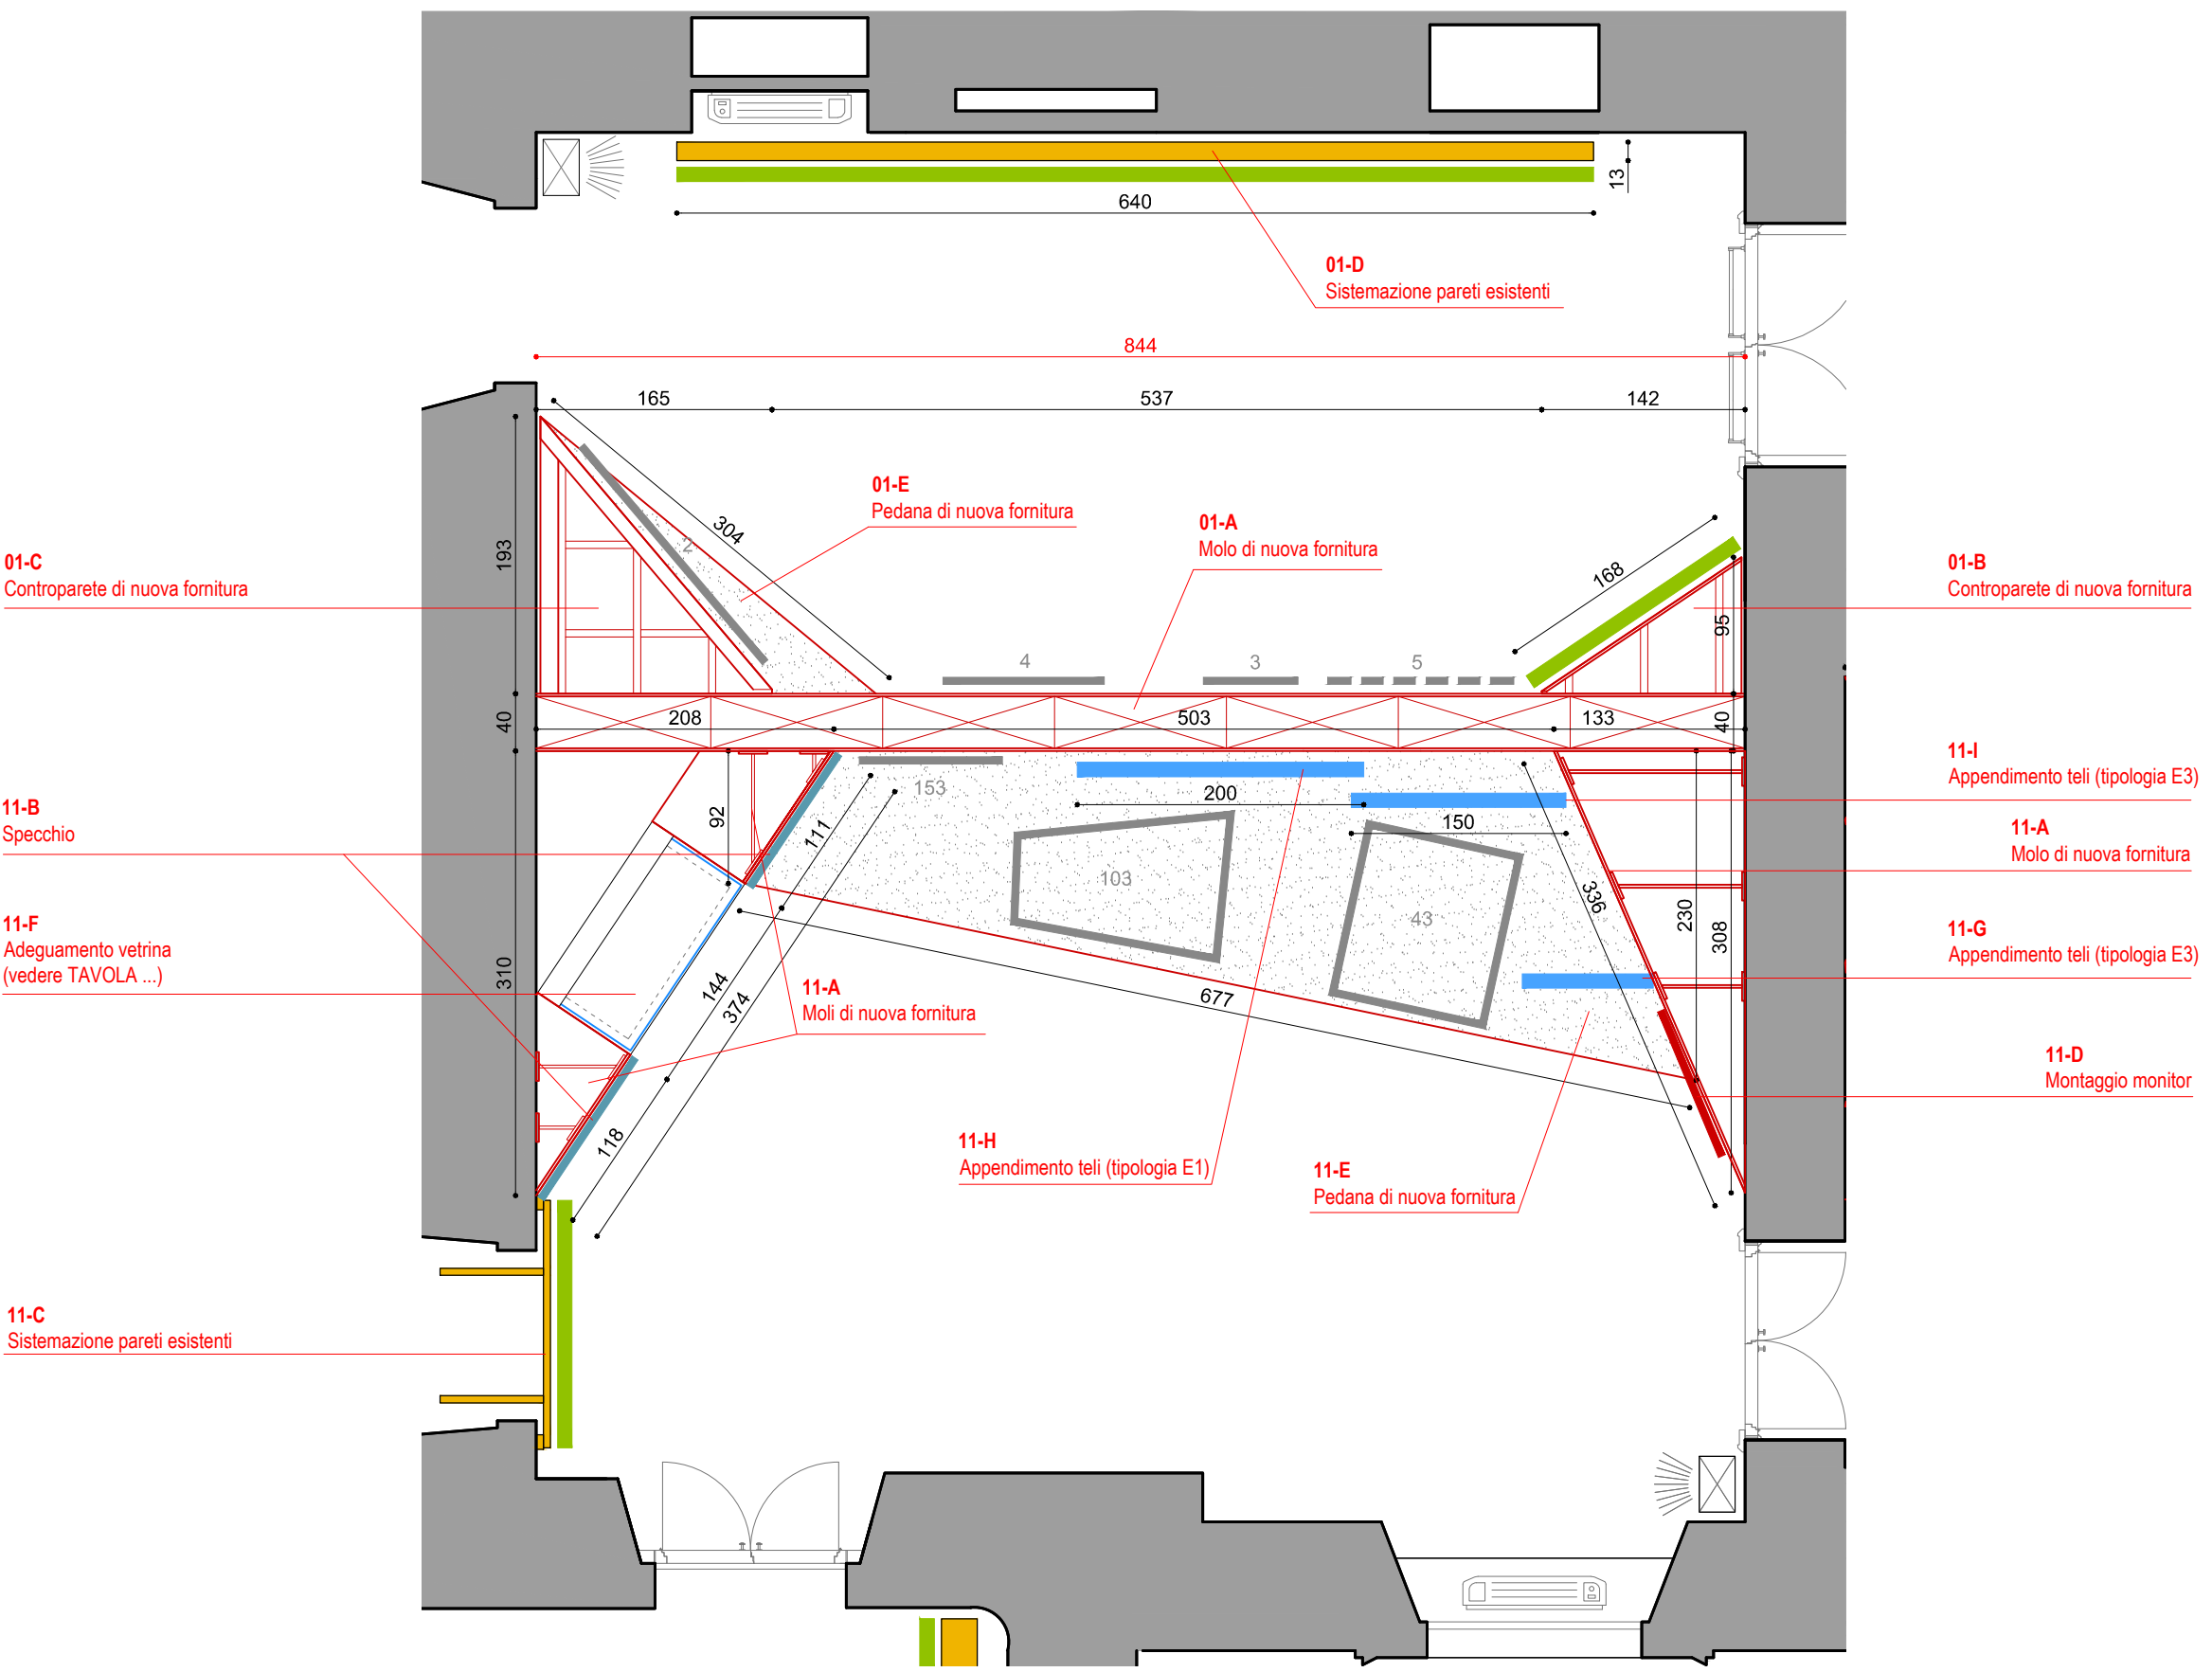 13
640
01-D
Sistemazione pareti esistenti
844
165
537
142
01-E
Pedana di nuova fornitura
304
2
193
01-A
Molo di nuova fornitura
168
95
01-C
Controparete di nuova fornitura
01-B
Controparete di nuova fornitura
4
3
5
40
208
503
133
40
11-I
Appendimento teli (tipologia E3)
11-B
Specchio
92
111
153
200
150
11-A
Molo di nuova fornitura
103
43
336
230
308
11-F
Adeguamento vetrina
(vedere TAVOLA ...)
310
144
374
11-A
Moli di nuova fornitura
677
11-G
Appendimento teli (tipologia E3)
11-D
Montaggio monitor
118
11-H
Appendimento teli (tipologia E1)
11-E
Pedana di nuova fornitura
11-C
Sistemazione pareti esistenti